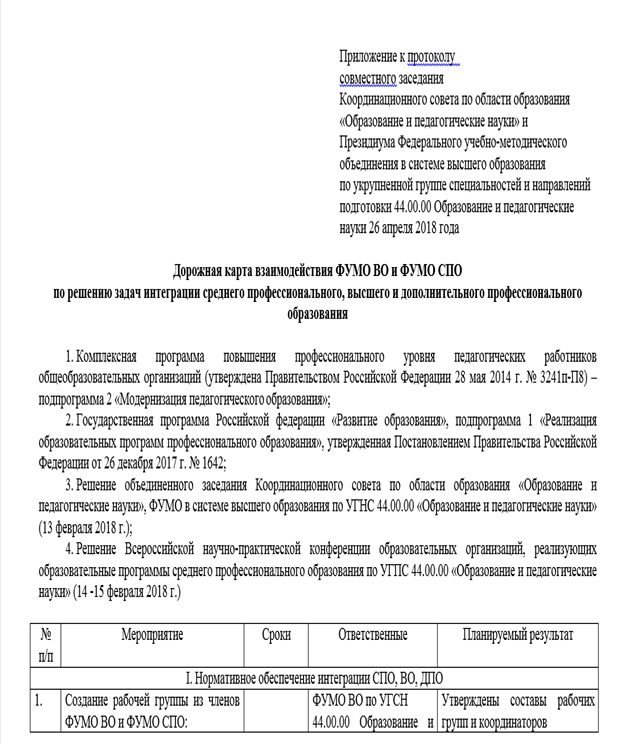 Приложение к протоколу
совместного заседания
Координационного совета по области образования
«Образование и педагогические науки» и
Президиума Федерального учебно-методического
объединения в системе высшего образования
по укрупненной группе специальностей и направлений
подготовки 44.00.00 Образование и педагогические
науки 26 апреля 2018 года
Дорожная карта взаимодействия ФУМО ВО и ФУМО СПО
по решению задач интеграции среднего профессионального, высшего и дополнительного профессионального
образования
1. Комплексная программа повышения профессионального уровня педагогических работников
общеобразовательных организаций (утверждена Правительством Российской Федерации 28 мая 2014 г. № 3241п-П8) –
подпрограмма 2 «Модернизация педагогического образования»;
2. Государственная программа Российской федерации «Развитие образования», подпрограмма 1 «Реализация
образовательных программ профессионального образования», утвержденная Постановлением Правительства Российской
Федерации от 26 декабря 2017 г. № 1642;
3. Решение объединенного заседания Координационного совета по области образования «Образование и
педагогические науки», ФУМО в системе высшего образования по УГНС 44.00.00 «Образование и педагогические науки»
(13 февраля 2018 г.);
4. Решение Всероссийской научно-практической конференции образовательных организаций, реализующих
образовательные программы среднего профессионального образования по УГПС 44.00.00 «Образование и педагогические
науки» (14 -15 февраля 2018 г.)
№ п/п Мероприятие Сроки Ответственные Планируемый результат
I. Нормативное обеспечение интеграции СПО, ВО, ДПО
1. Создание рабочей группы из членов ФУМО ВО по УГСН Утверждены составы рабочих
ФУМО ВО и ФУМО СПО: 44.00.00 Образование и групп и координаторов